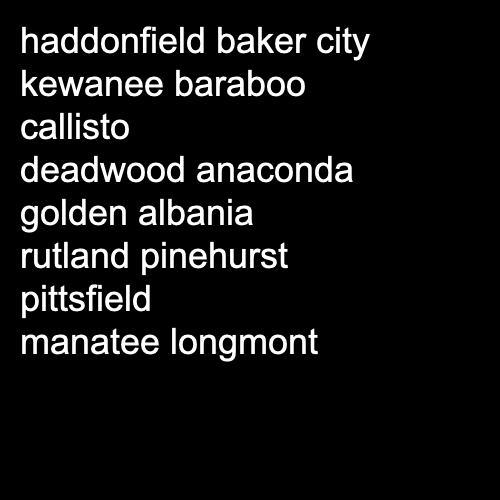 haddonfield baker city
kewanee baraboo
callisto
deadwood anaconda
golden albania
rutland pinehurst
pittsfield
manatee longmont